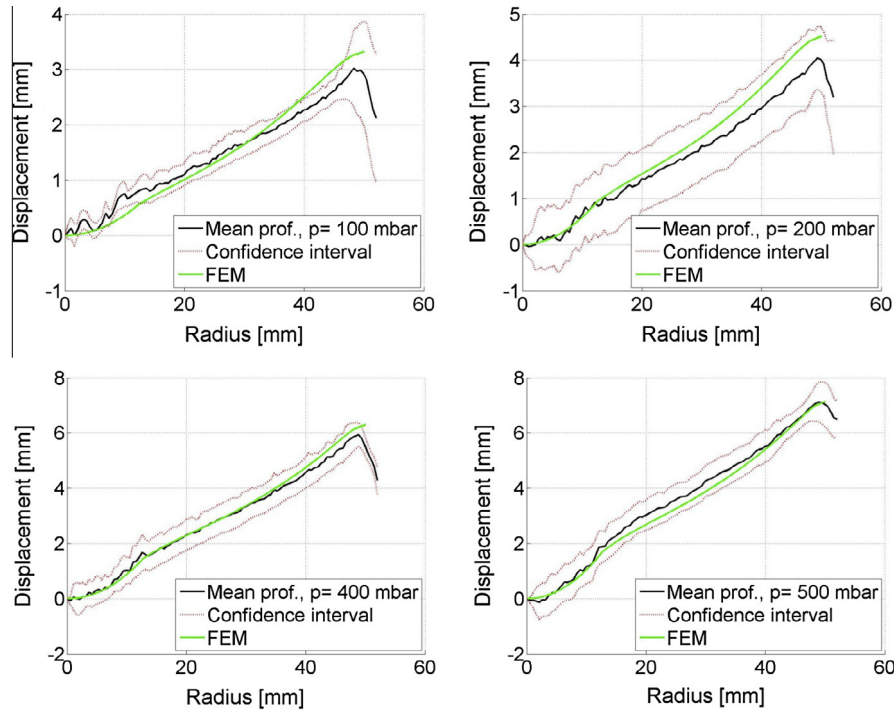 4
3
2
1
0
-1
0
20
40
60
Displacement [mm]
Radius [mm]
Mean prof., p= 100 mbar
Confidence interval
FEM
5
4
3
2
1
0
-1
0
20
40
60
Displacement [mm]
Radius [mm]
Mean prof., p= 200 mbar
Confidence interval
FEM
8
6
4
2
0
-2
0
20
40
60
Displacement [mm]
Radius [mm]
Mean prof., p= 400 mbar
Confidence interval
FEM
8
6
4
2
0
-2
0
20
40
60
Displacement [mm]
Radius [mm]
Mean prof., p= 500 mbar
Confidence interval
FEM